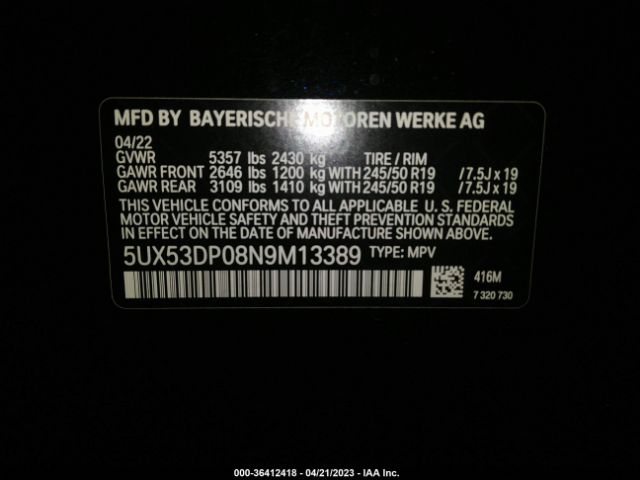 MFD BY BAYERISCHE MOTOREN WERKE AG
04/22
GVWR 5357 lbs 2430 kg TIRE / RIM
GAWR FRONT 2646 lbs 1200 kg WITH 245/50 R19 /7.5J x 19
GAWR REAR 3109 lbs 1410 kg WITH 245/50 R19 /7.5J x 19
THIS VEHICLE CONFORMS TO ALL APPLICABLE U. S. FEDERAL
MOTOR VEHICLE SAFETY AND THEFT PREVENTION STANDARDS
IN EFFECT ON THE DATE OF MANUFACTURE SHOWN ABOVE.
5UX53DP08N9M13389 TYPE: MPV
416M
7 320 730
000-36412418 - 04/21/2023 - IAA Inc.